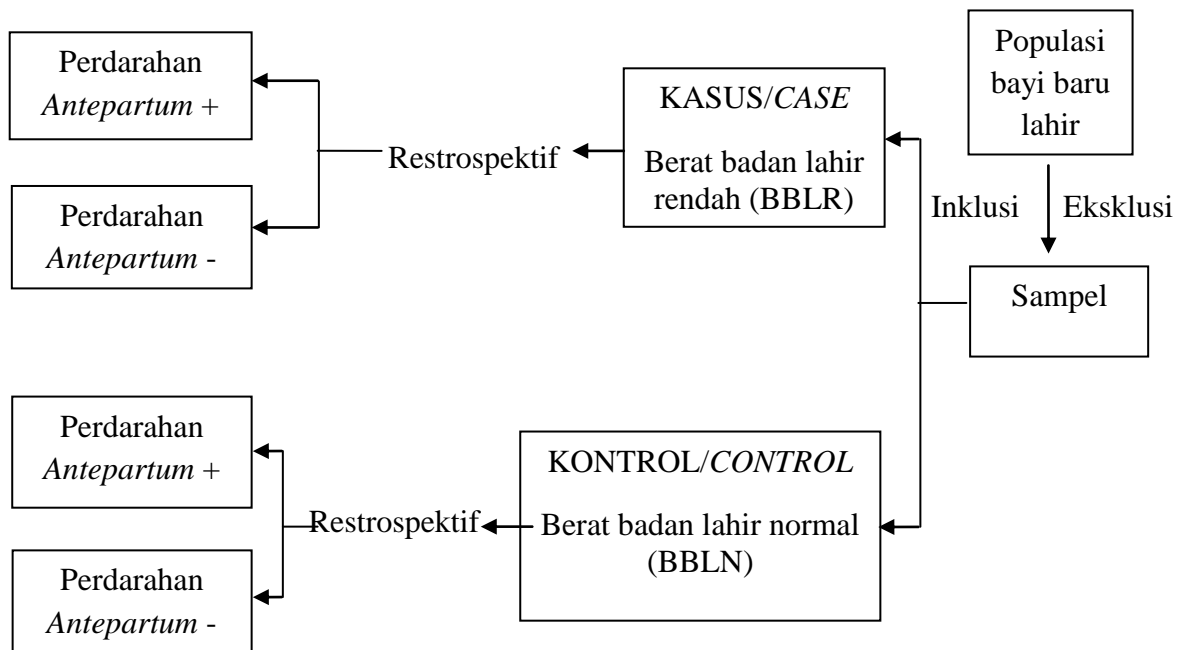 Perdarahan
Antepartum +
Perdarahan
Antepartum -
Restrospektif
KASUS/CASE
Berat badan lahir
rendah (BBLR)
Populasi
bayi baru
lahir
Inklusi
Eksklusi
Sampel
Perdarahan
Antepartum +
Perdarahan
Antepartum -
Restrospektif
KONTROL/CONTROL
Berat badan lahir normal
(BBLN)